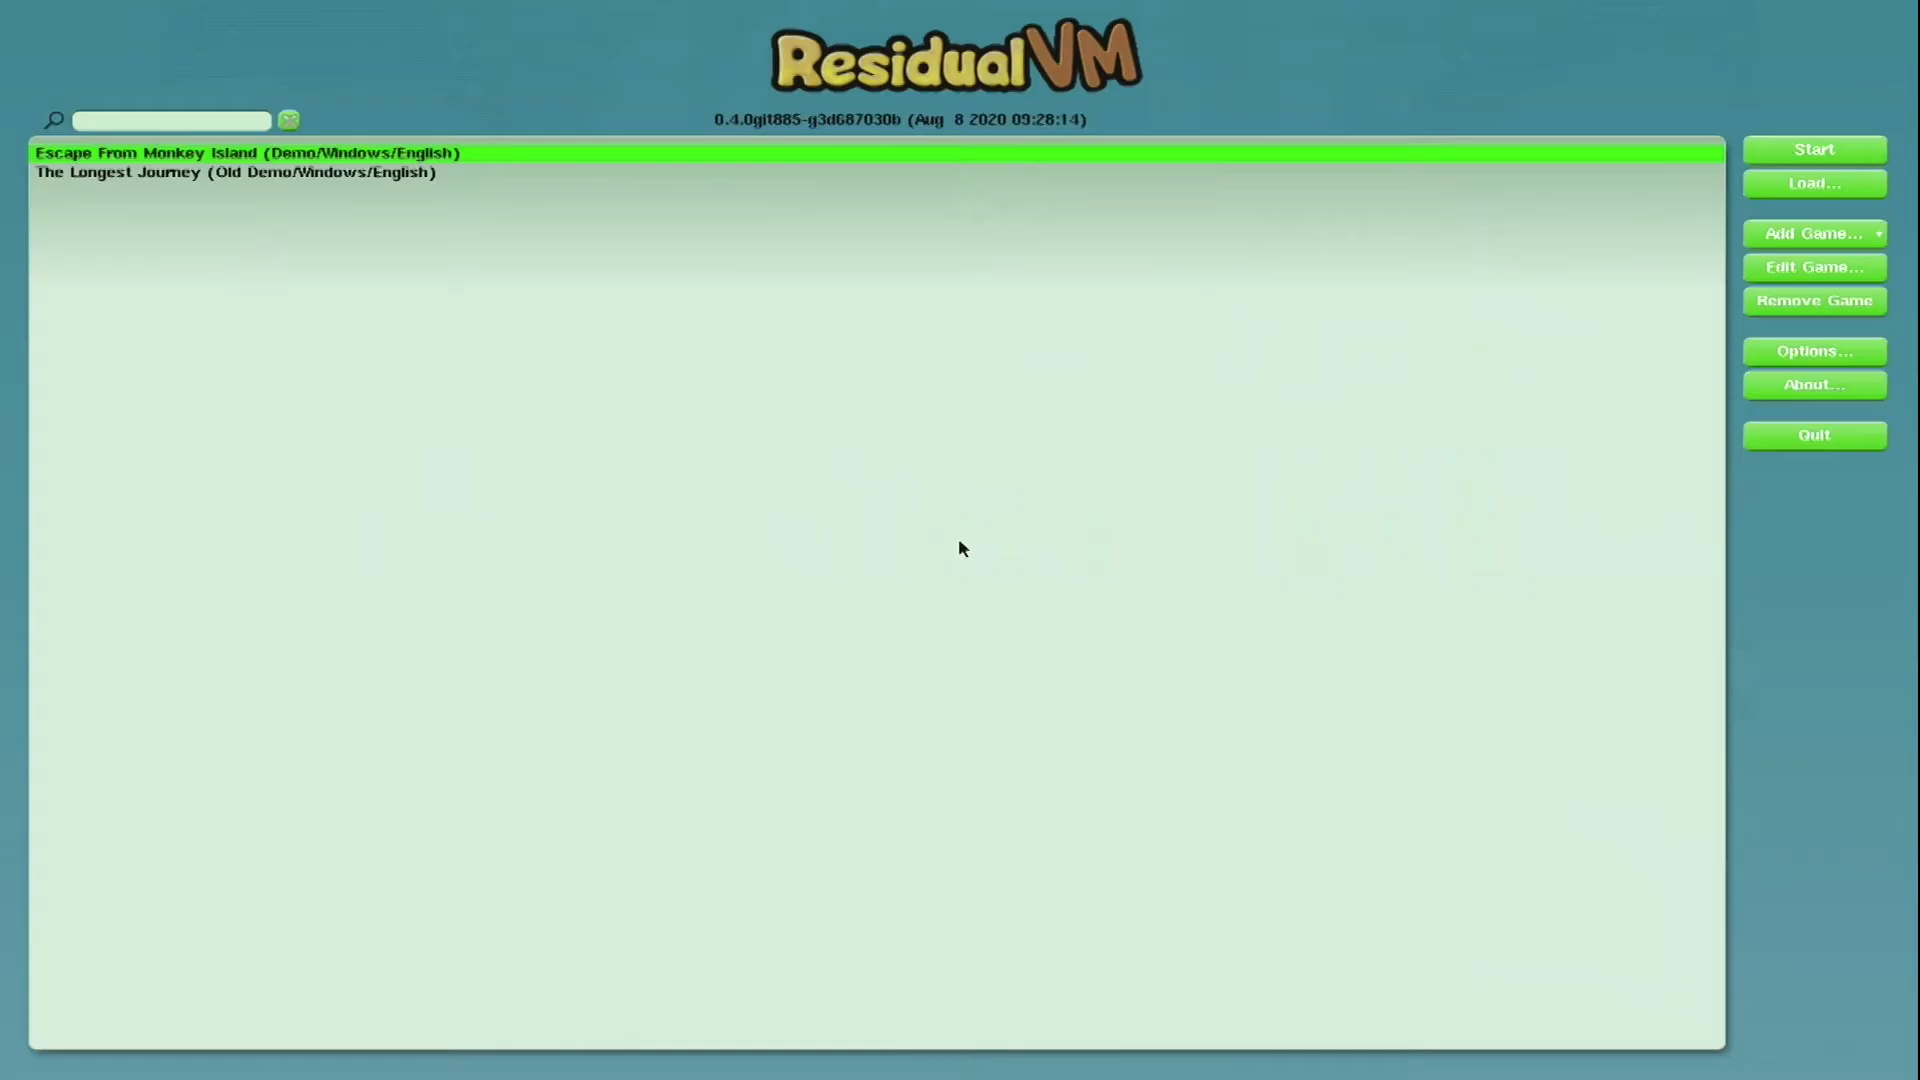 ResidualVM
0.4.0git885-g3d687030b (Aug 8 2020 09:28:14)
Escape From Monkey Island (Demo/Windows/English)
The Longest Journey (Old Demo/Windows/English)
Start
Load...
Add Game...
Edit Game...
Remove Game
Options...
About...
Quit